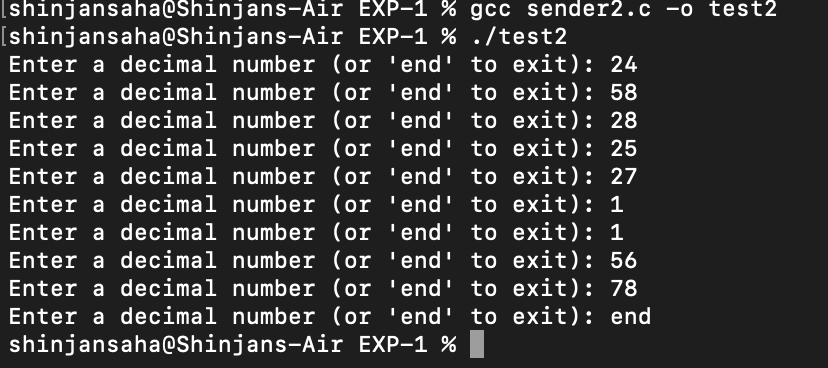 [shinjansaha@Shinjans-Air EXP-1 % gcc sender2.c -o test2
[shinjansaha@Shinjans-Air EXP-1 % ./test2
Enter a decimal number (or 'end' to exit): 24
Enter a decimal number (or 'end' to exit): 58
Enter a decimal number (or 'end' to exit): 28
Enter a decimal number (or 'end' to exit): 25
Enter a decimal number (or 'end' to exit): 27
Enter a decimal number (or 'end' to exit): 1
Enter a decimal number (or 'end' to exit): 1
Enter a decimal number (or 'end' to exit): 56
Enter a decimal number (or 'end' to exit): 78
Enter a decimal number (or 'end' to exit): end
shinjansaha@Shinjans-Air EXP-1 %